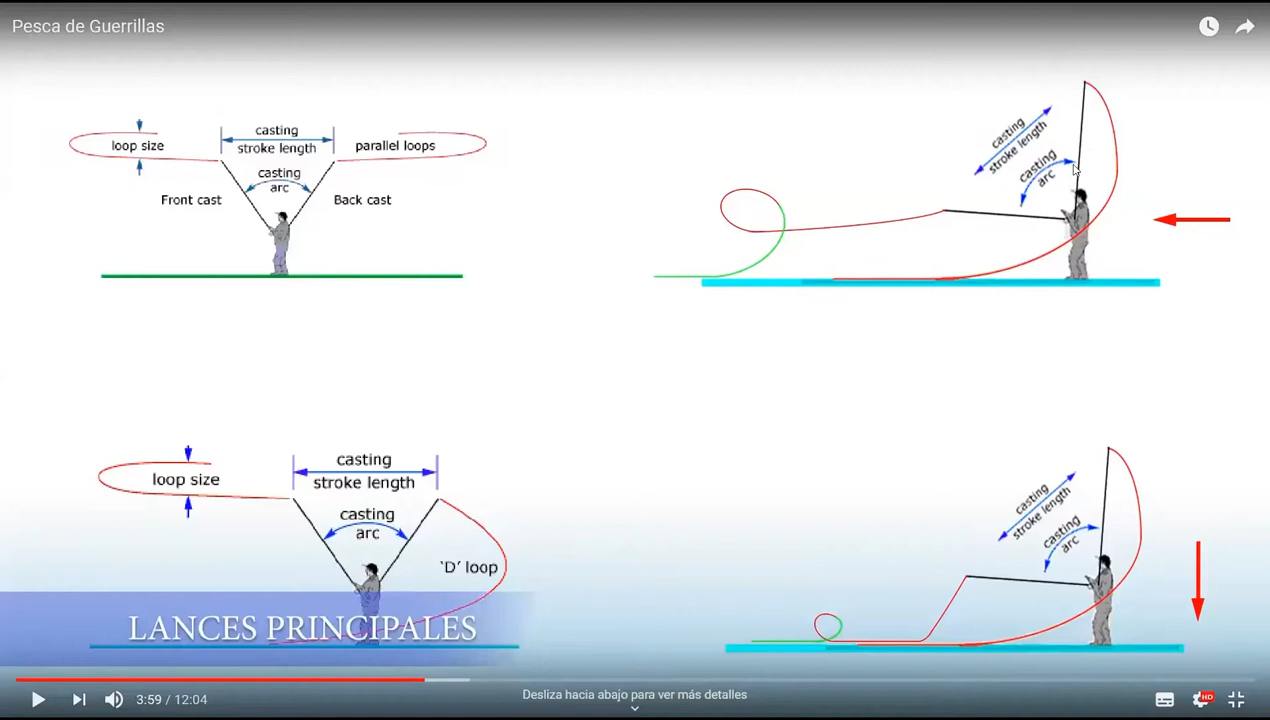 Pesca de Guerrillas
casting
stroke length
loop size
parallel loops
casting
arc
Front cast
Back cast
casting
stroke length
casting
arc
casting
stroke length
loop size
casting
arc
'D' loop
casting
stroke length
casting
arc
LANCES PRINCIPALES
3:59 / 12:04
Desliza hacia abajo para ver más detalles
HD